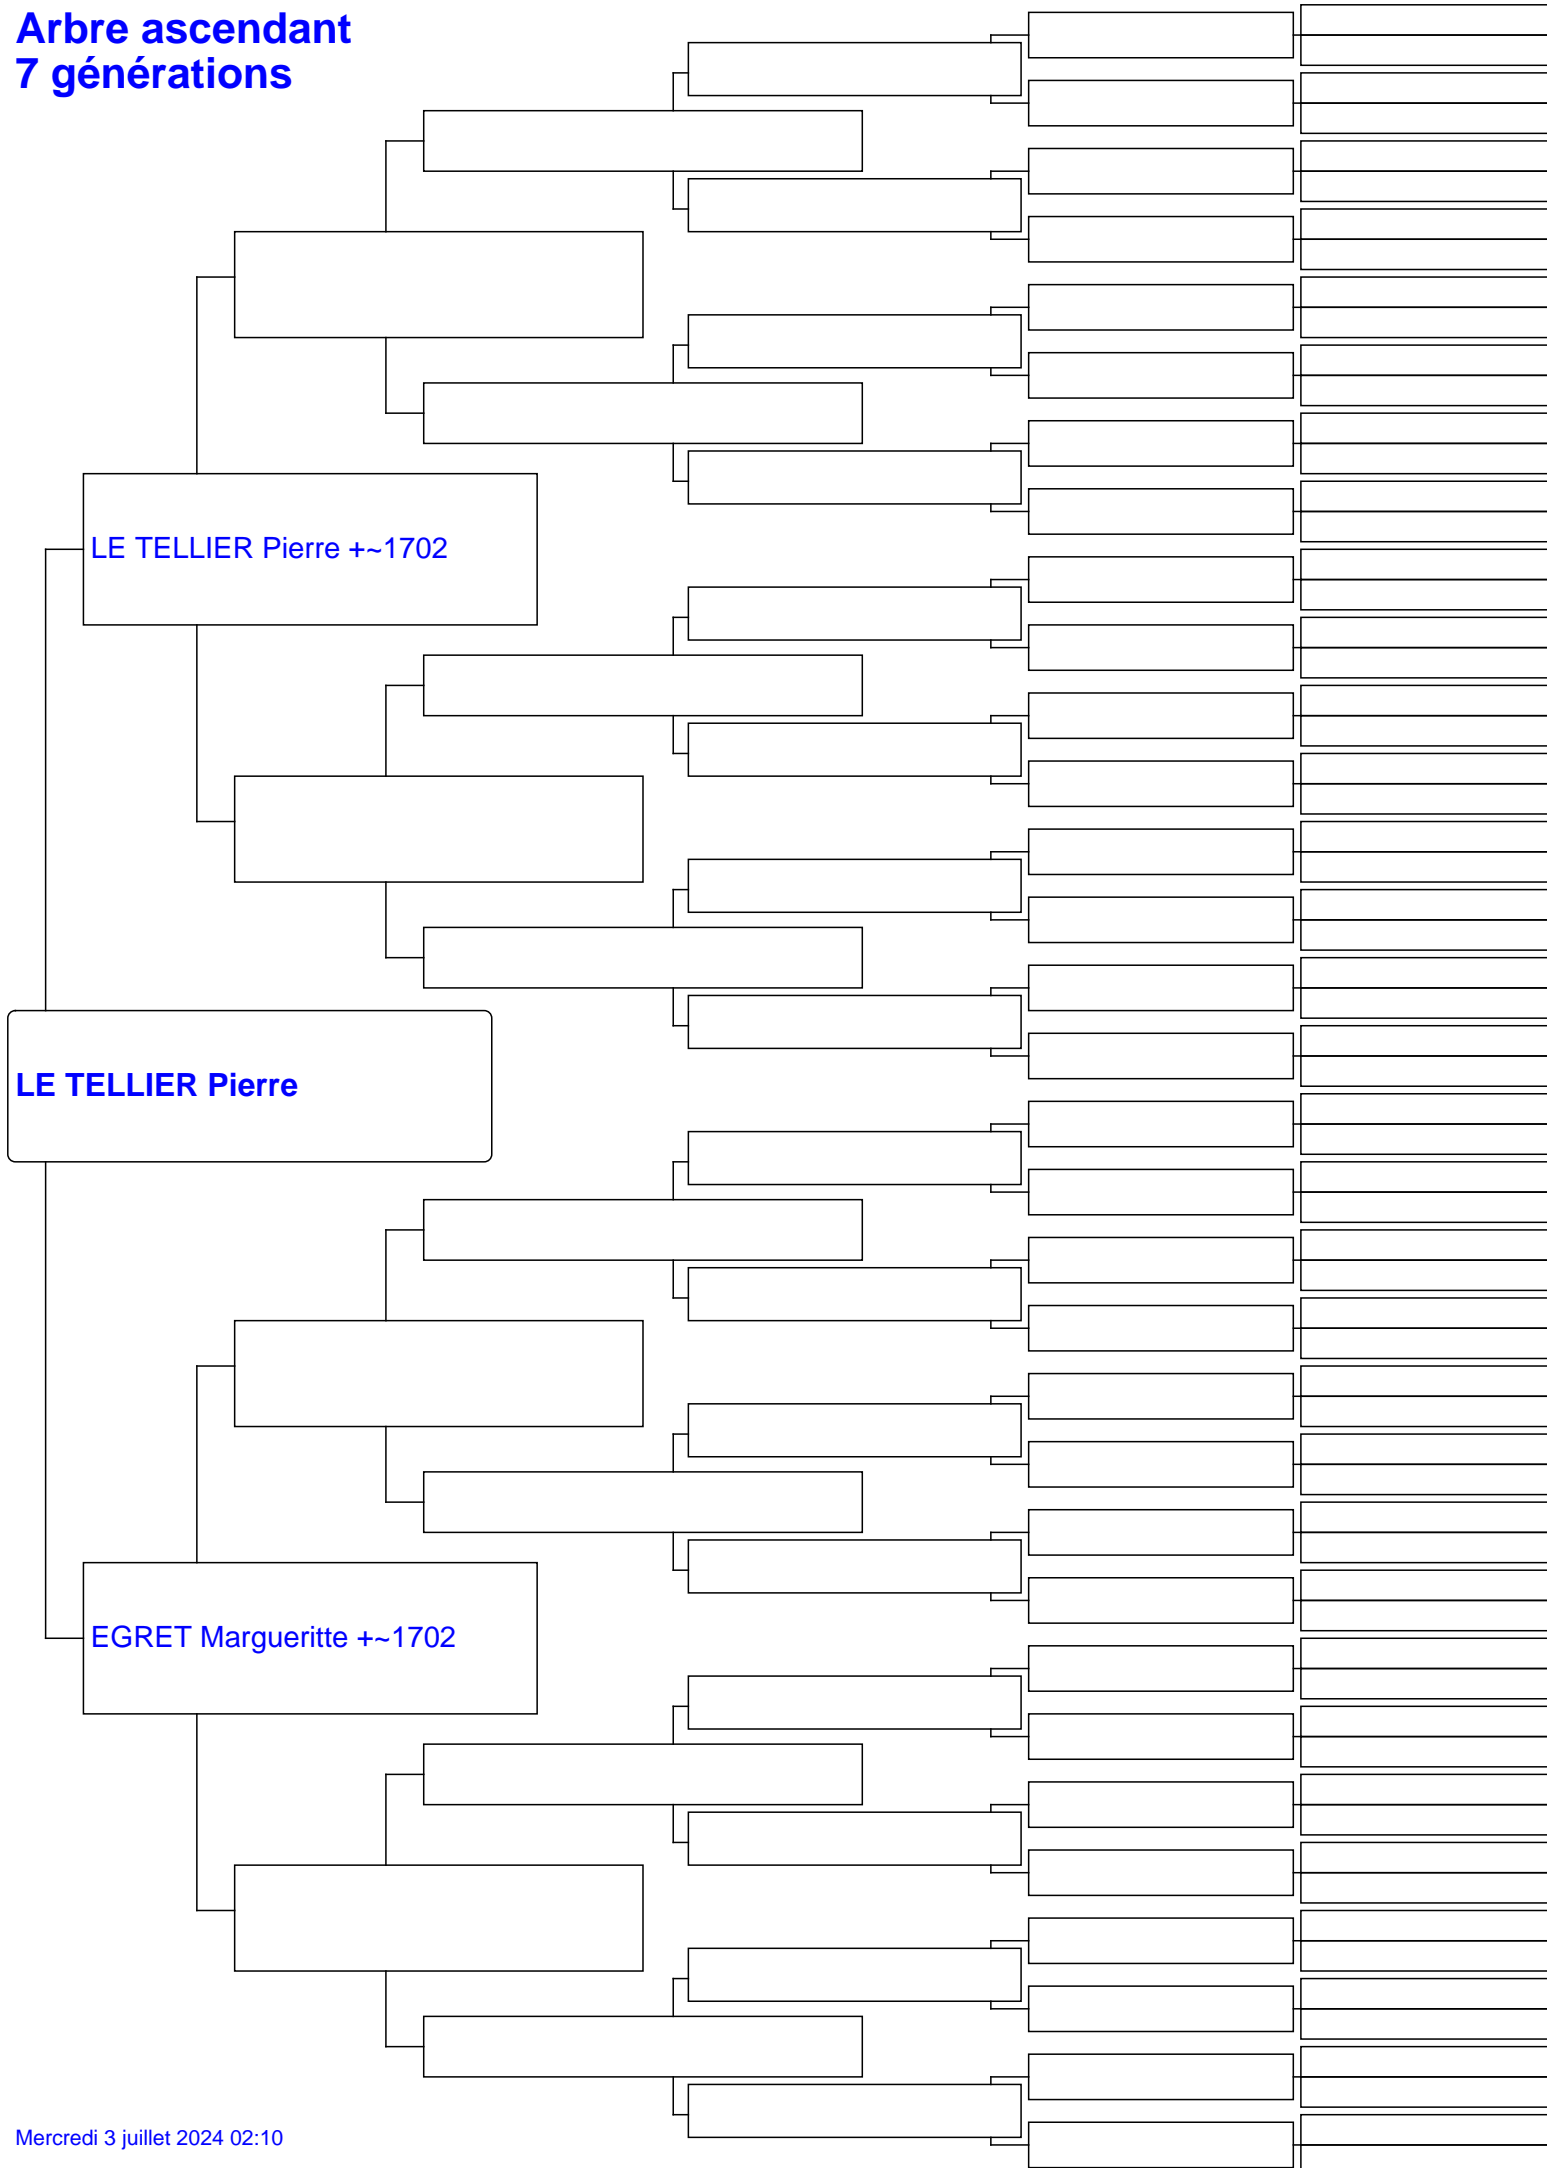 Arbre ascendant
7 générations
LE TELLIER Pierre +~1702
LE TELLIER Pierre
EGRET Margueritte +~1702
Mercredi 3 juillet 2024 02:10